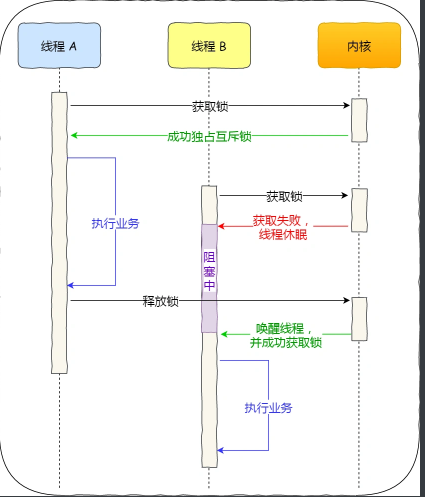 线程 A
线程 B
内核
获取锁
成功独占互斥锁
获取锁
执行业务
获取失败，
线程休眠
阻
塞
中
释放锁
唤醒线程，
并成功获取锁
执行业务